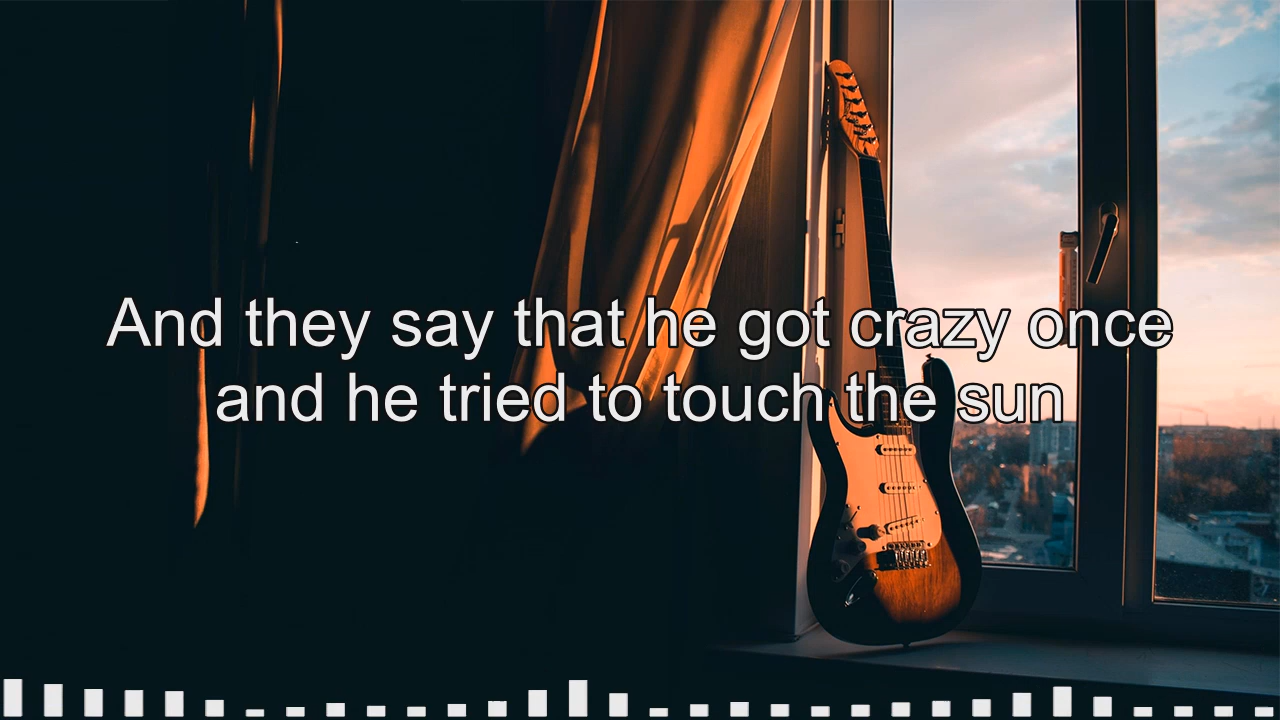 And they say that he got crazy once
and he tried to touch the sun